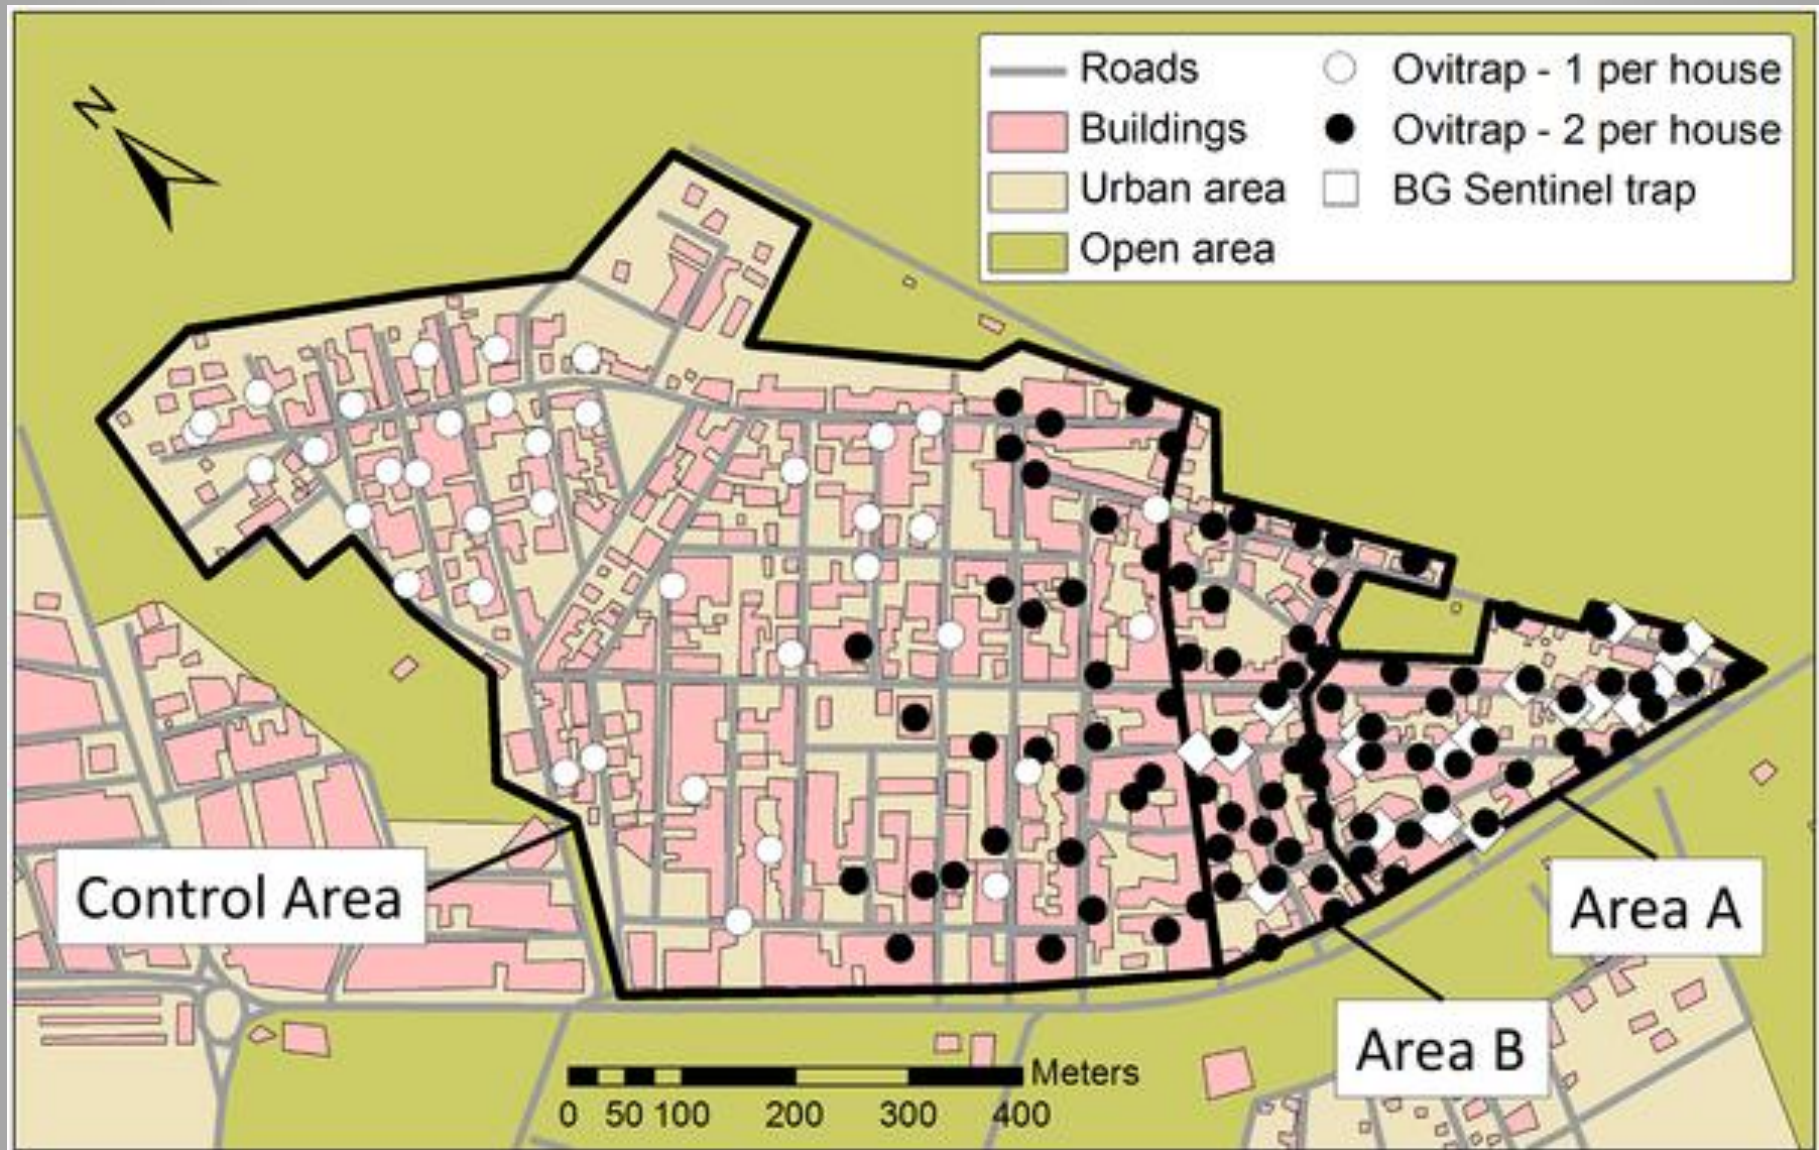 N
Roads
Ovitrap - 1 per house
Buildings
Ovitrap - 2 per house
Urban area
BG Sentinel trap
Open area
Control Area
Area A
Area B
Meters
0 50 100 200 300 400